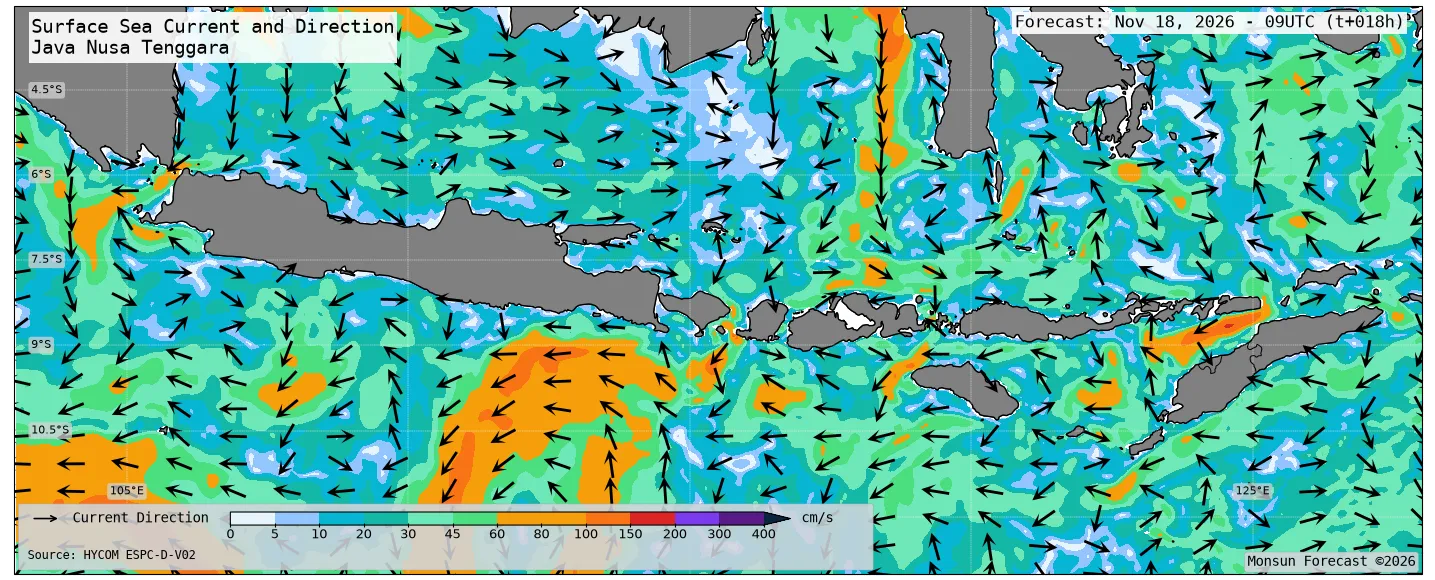 Surface Sea Current and Direction
Java Nusa Tenggara
Forecast: Nov 18, 2026 - 09UTC (t+018h)
4.5°S
6°S
7.5°S
9°S
10.5°S
105°E
125°E
Current Direction
0 5 10 20 30 45 60 80 100 150 200 300 400 cm/s
Source: HYCOM ESPC-D-V02
Monsun Forecast ©2026